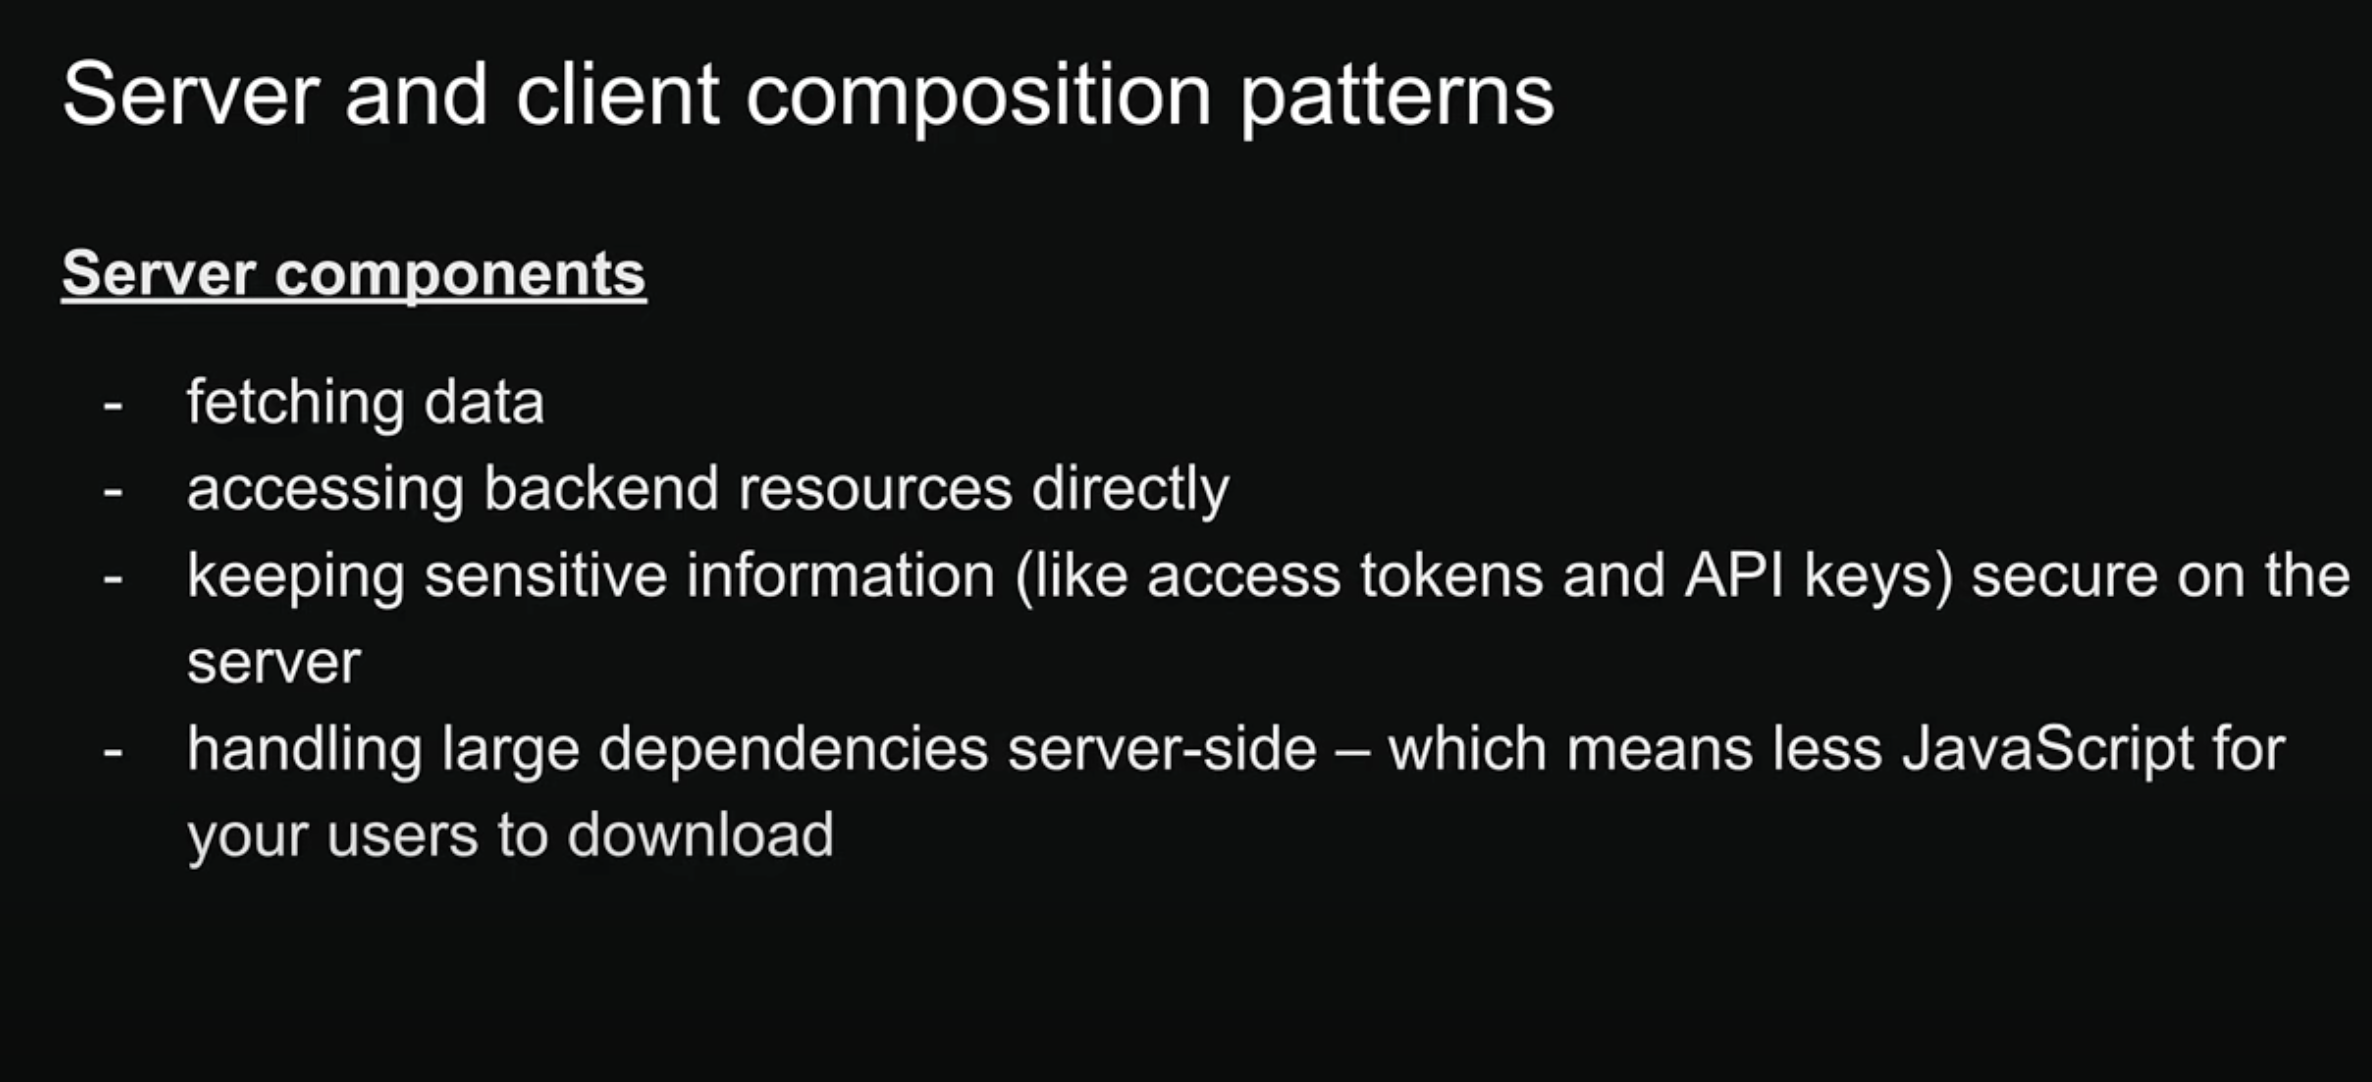 Server and client composition patterns
Server components
- fetching data
- accessing backend resources directly
- keeping sensitive information (like access tokens and API keys) secure on the
server
- handling large dependencies server-side – which means less JavaScript for
your users to download